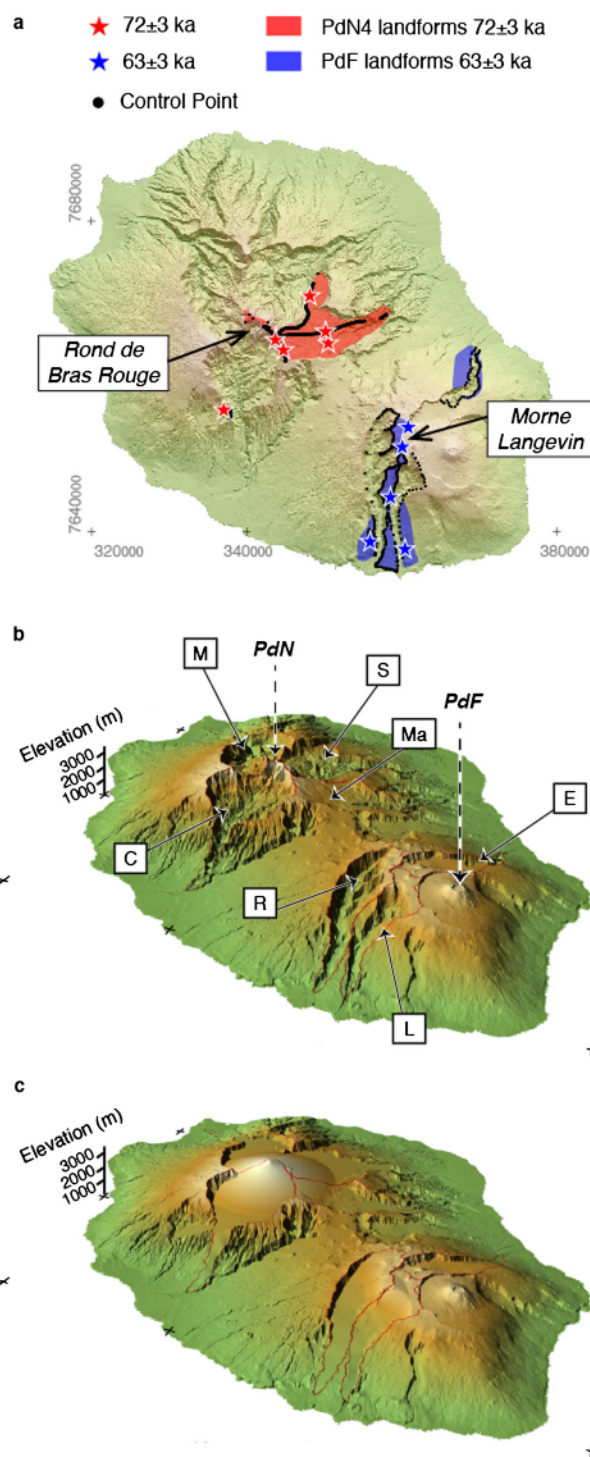 a
72±3 ka
PdN4 landforms 72±3 ka
63±3 ka
PdF landforms 63±3 ka
Control Point
7680000
Rond de
Bras Rouge
Morne
Langevin
7640000
320000
340000
380000
b
M
PdN
S
PdF
Ma
E
Elevation (m)
3000
2000
1000
C
R
L
c
Elevation (m)
3000
2000
1000